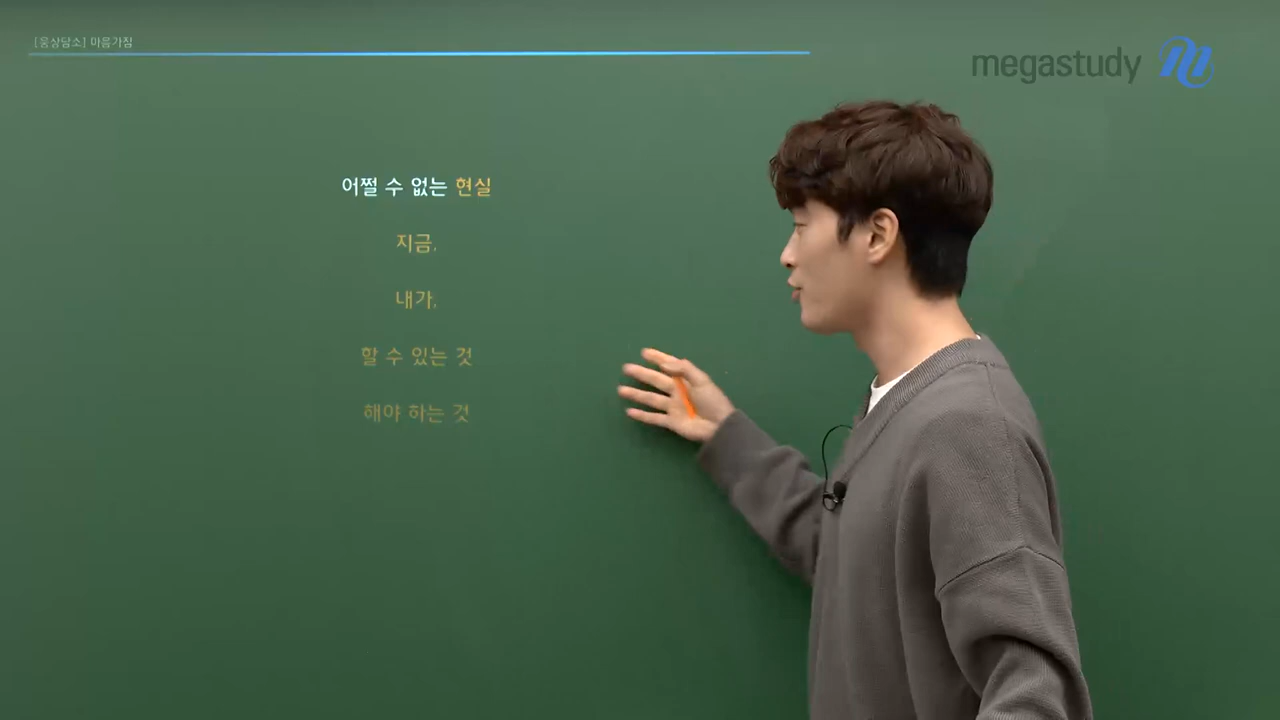 [웅상담소] 마음가짐
megastudy
어쩔 수 없는 현실
지금.
내가,
할 수 있는 것
해야 하는 것